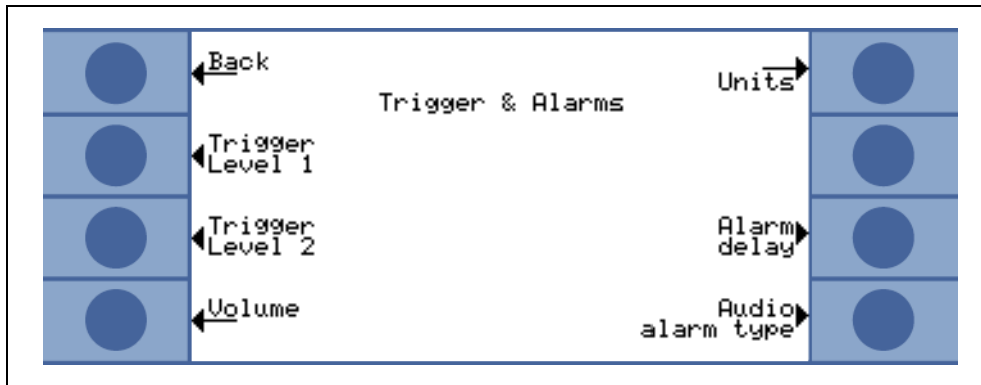 Back
Units
Trigger & Alarms
Trigger
Level 1
Trigger
Level 2
Alarm
delay
Volume
Audio
alarm type